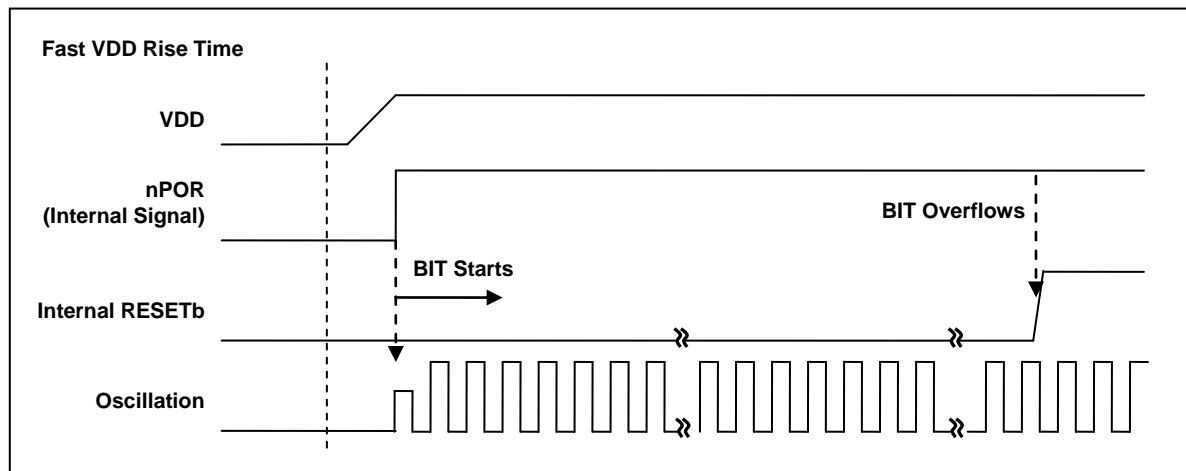 Fast VDD Rise Time
VDD
nPOR
(Internal Signal)
BIT Overflows
BIT Starts
Internal RESETb
Oscillation